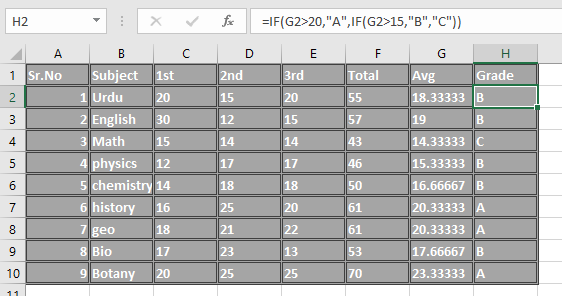 H2 =IF(G2>20,"A",IF(G2>15,"B","C"))
A B C D E F G H
1 Sr.No Subject 1st 2nd 3rd Total Avg Grade
2 1 Urdu 20 15 20 55 18.33333 B
3 2 English 30 12 15 57 19 B
4 3 Math 15 14 14 43 14.33333 C
5 4 physics 12 17 17 46 15.33333 B
6 5 chemistry 14 18 18 50 16.66667 B
7 6 history 16 25 20 61 20.33333 A
8 7 geo 18 21 22 61 20.33333 A
9 8 Bio 17 23 13 53 17.66667 B
10 9 Botany 20 25 25 70 23.33333 A